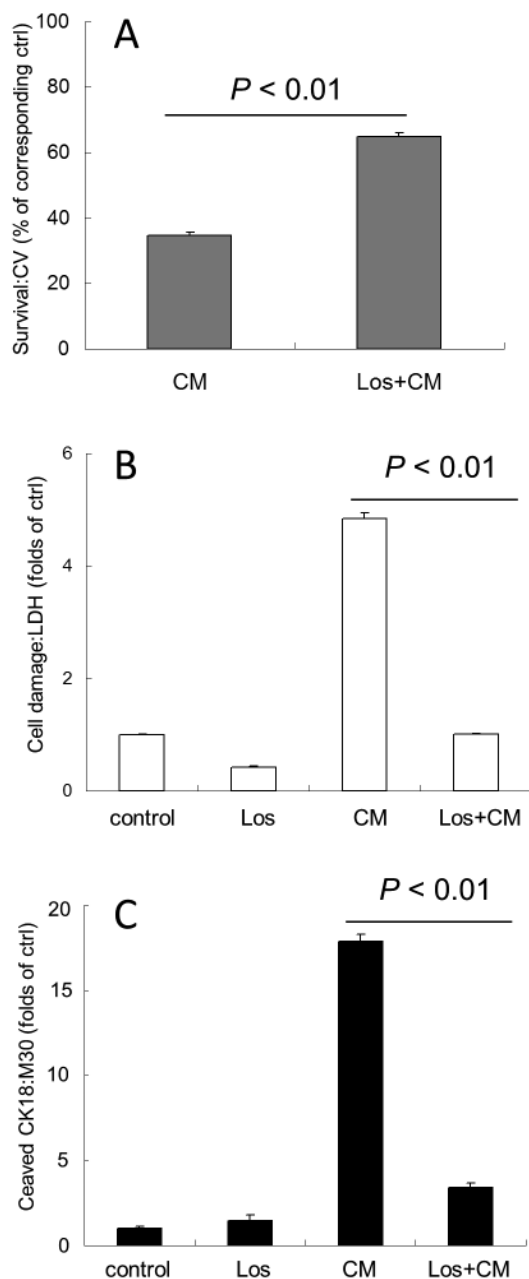 A
P < 0.01
Survival:CV (% of corresponding ctrl)
100
80
60
40
20
0
CM Los+CM
B
P < 0.01
Cell damage:LDH (folds of ctrl)
6
4
2
0
control Los CM Los+CM
C
P < 0.01
Ceaved CK18:M30 (folds of ctrl)
20
15
10
5
0
control Los CM Los+CM